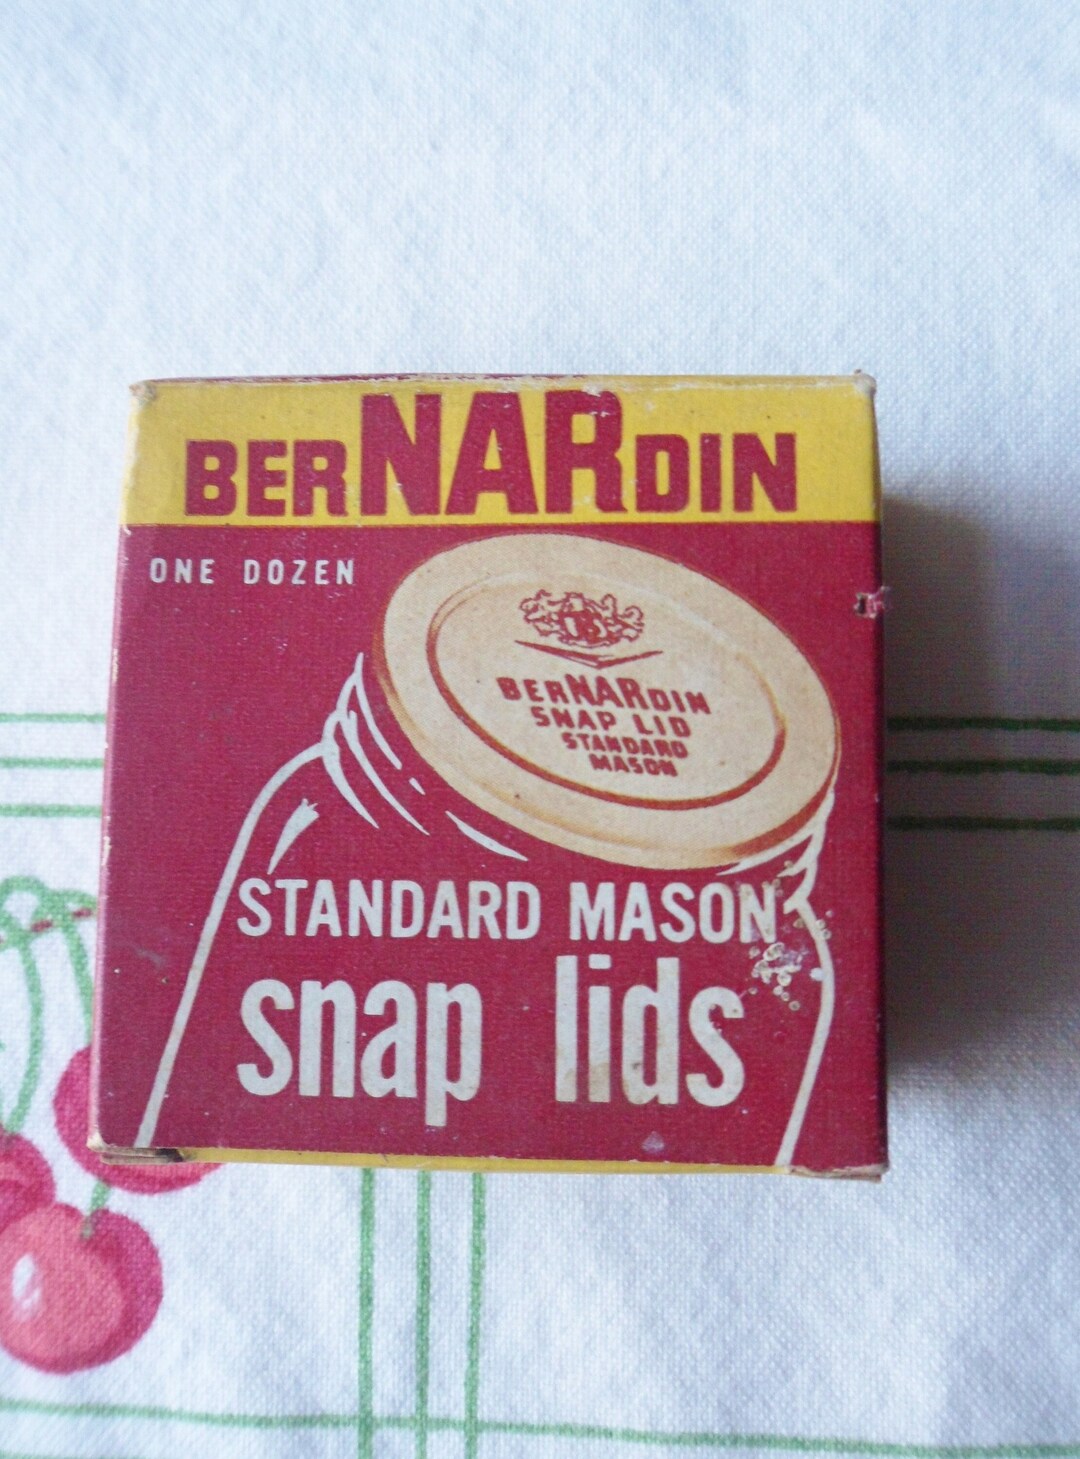 BERNARDIN
ONE DOZEN
BERNARDIN
SNAP LID
STANDARD
MASON
STANDARD MASON
snap lids